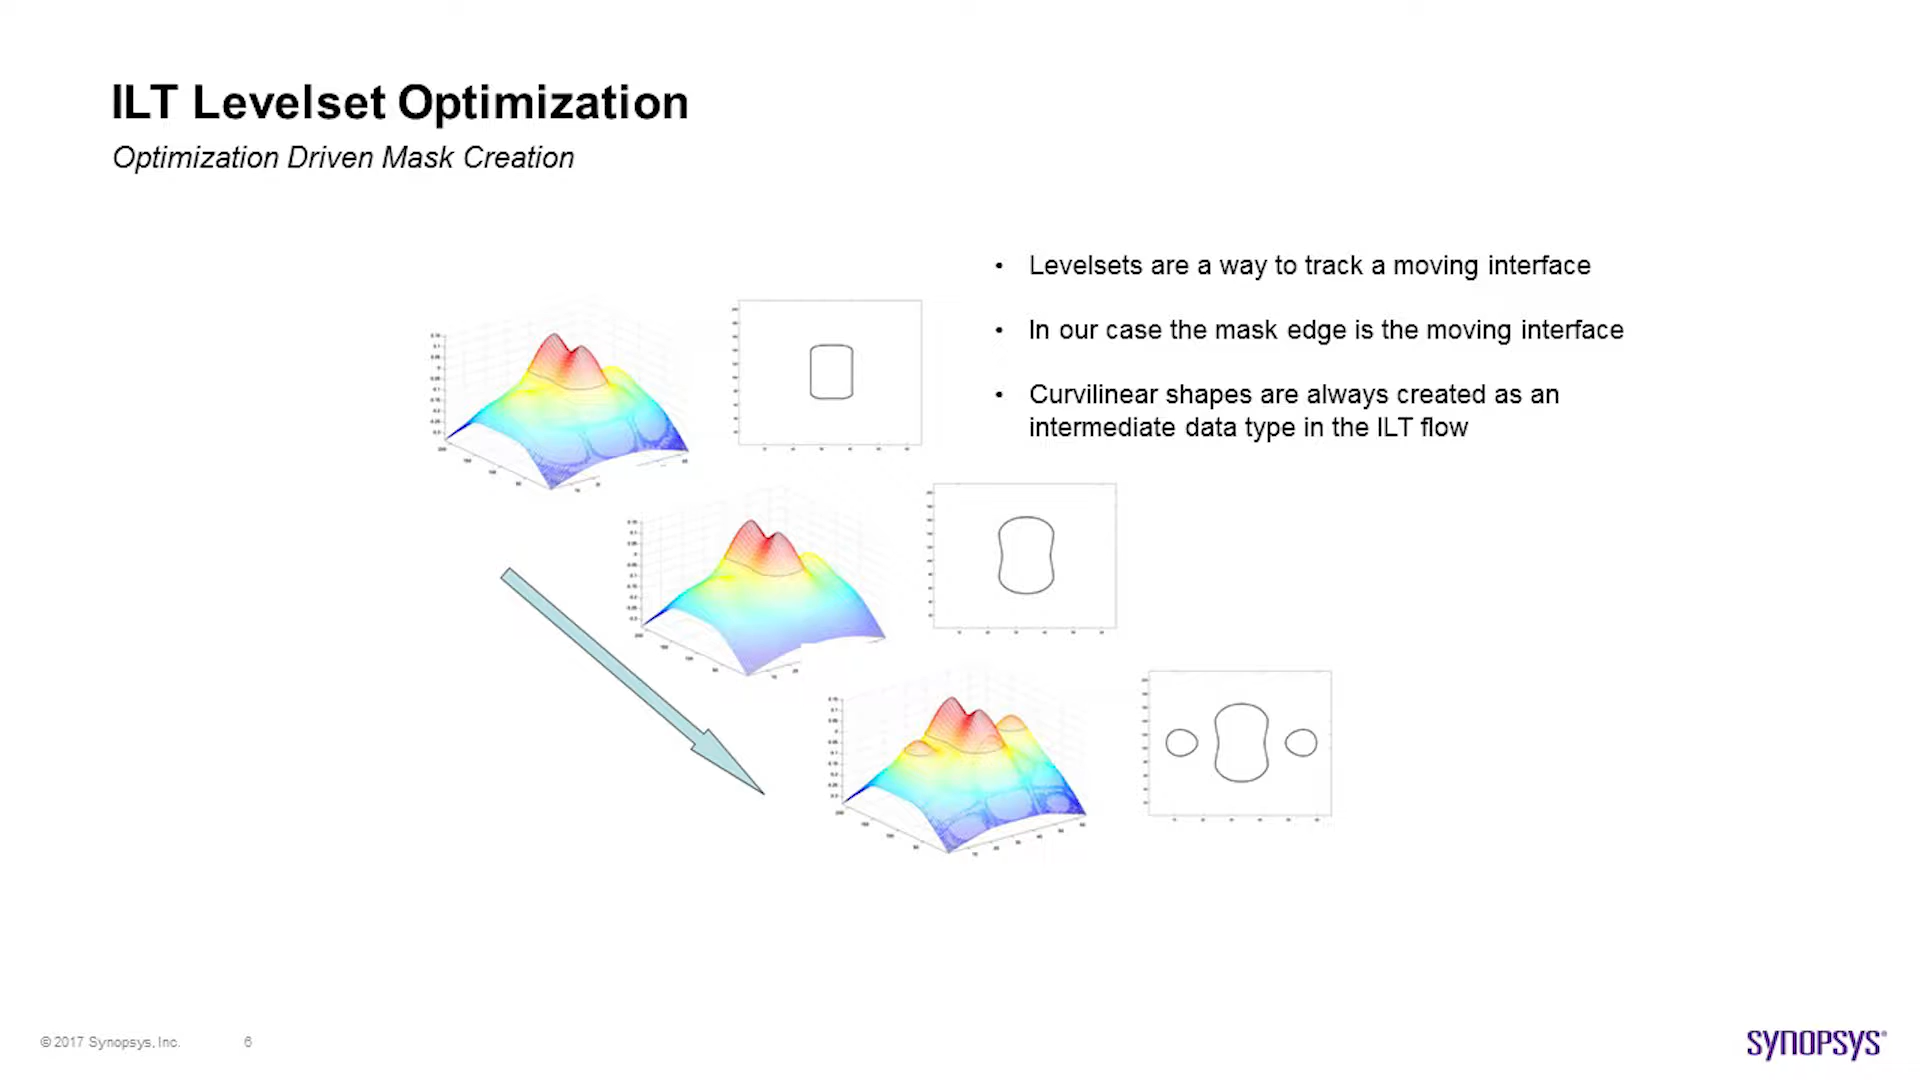 ILT Levelset Optimization
Optimization Driven Mask Creation
• Levelsets are a way to track a moving interface
• In our case the mask edge is the moving interface
• Curvilinear shapes are always created as an
intermediate data type in the ILT flow
© 2017 Synopsys, Inc.
6
SYNOPSYS®